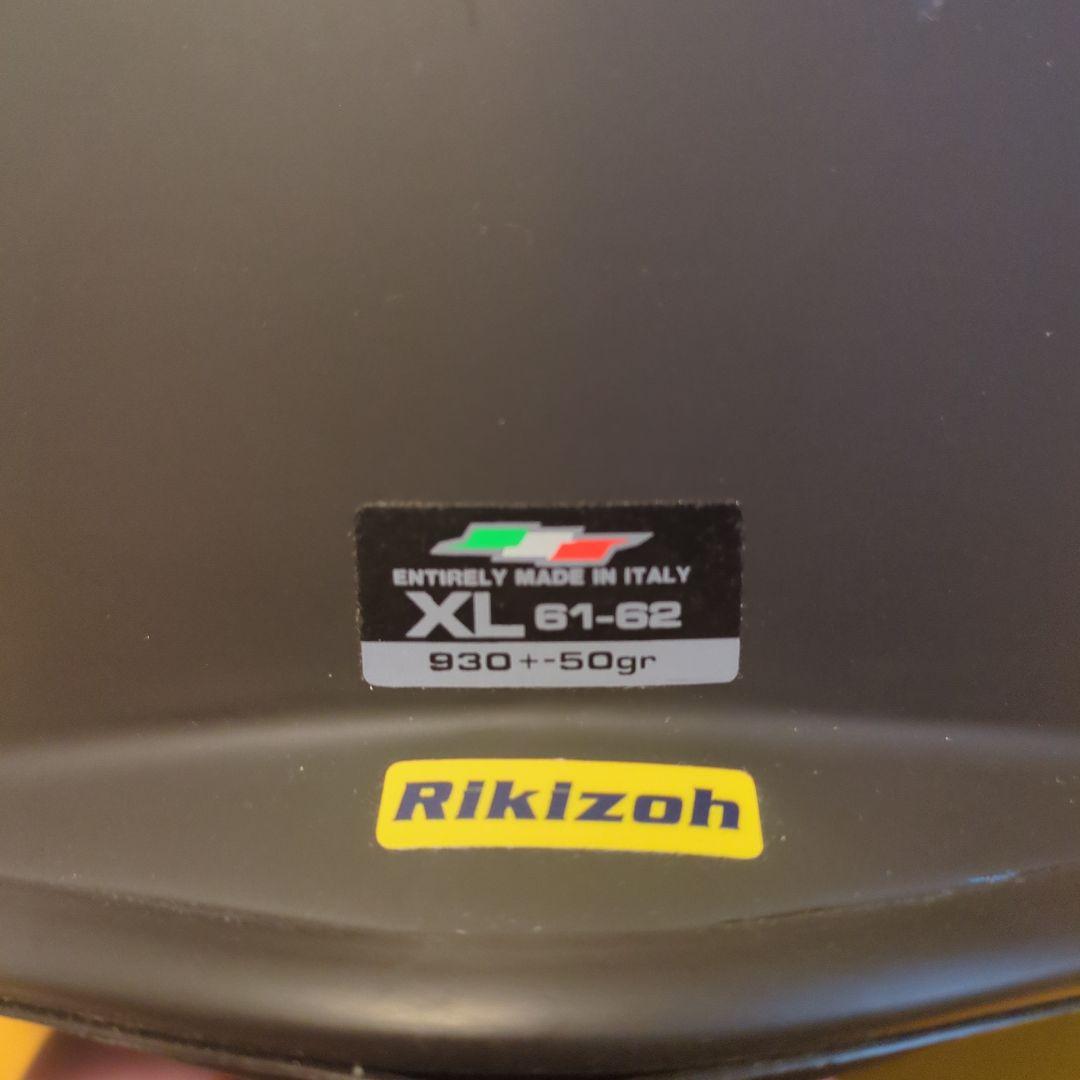 ENTIRELY MADE IN ITALY
XL 61-62
930+-50gr
Rikizoh